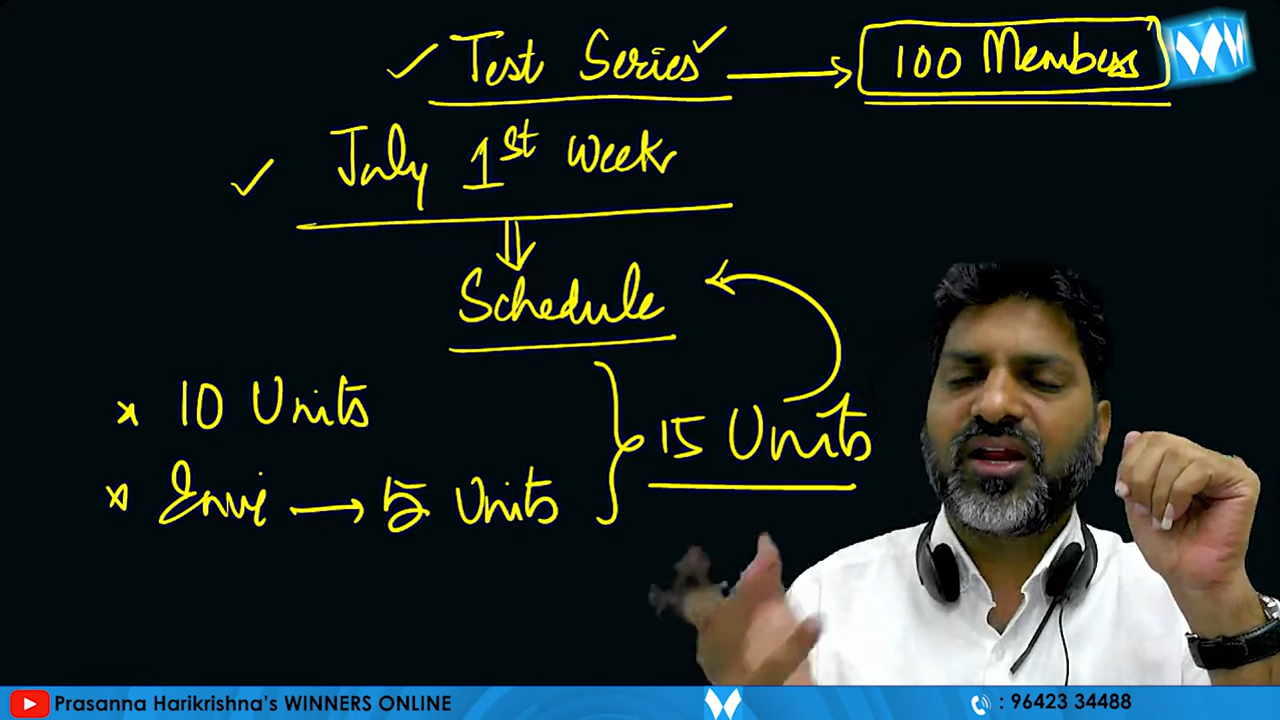 Test Series → 100 Members
July 1st Week
Schedule
10 Units
15 Units
Envi → 5 Units
Prasanna Harikrishna's WINNERS ONLINE
: 96423 34488